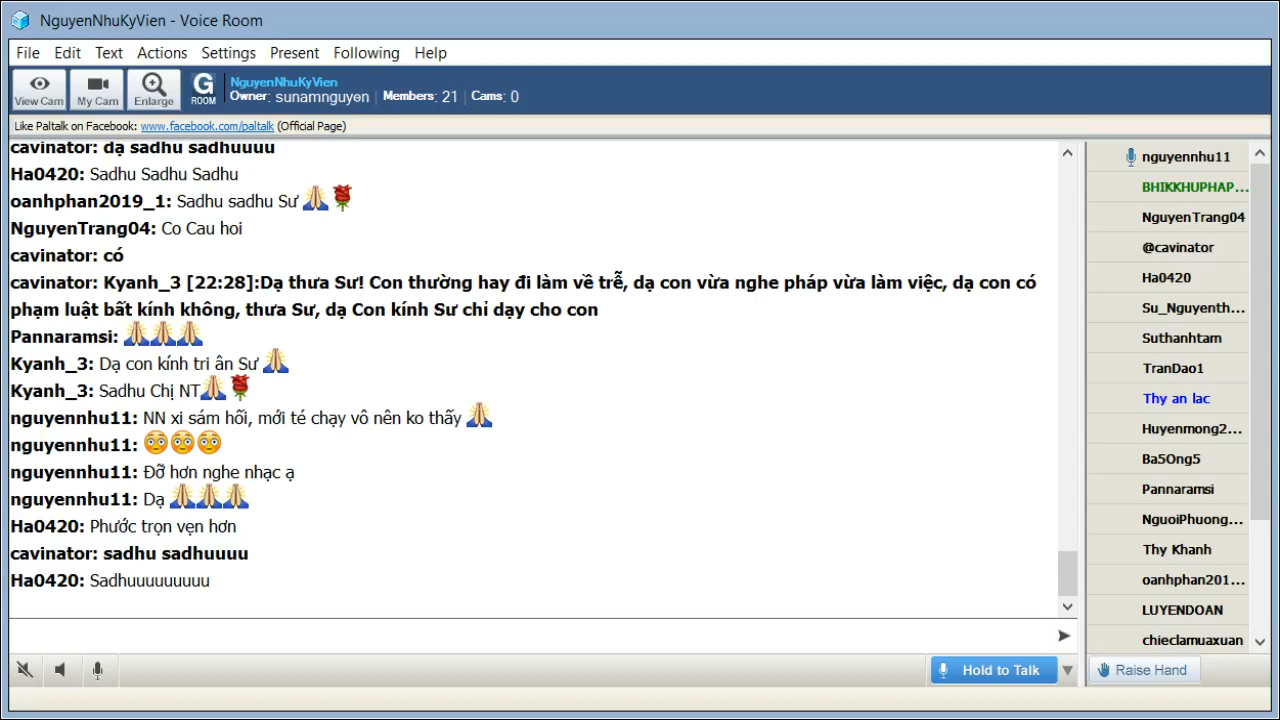 NguyenNhuKyVien - Voice Room
File Edit Text Actions Settings Present Following Help
View Cam My Cam Enlarge G ROOM
NguyenNhuKyVien
Owner: sunamnguyen Members: 21 Cams: 0
Like Paltalk on Facebook: www.facebook.com/paltalk (Official Page)
cavinator: dạ sadhu sadhuuuu
Ha0420: Sadhu Sadhu Sadhu
oanhphan2019_1: Sadhu sadhu Sư 🙏🌹
NguyenTrang04: Co Cau hoi
cavinator: có
cavinator: Kyanh_3 [22:28]:Dạ thưa Sư! Con thường hay đi làm về trễ, dạ con vừa nghe pháp vừa làm việc, dạ con có
phạm luật bất kính không, thưa Sư, dạ Con kính Sư chỉ dạy cho con
Pannaramsi: 🙏🙏🙏
Kyanh_3: Dạ con kính tri ân Sư 🙏
Kyanh_3: Sadhu Chị NT🙏🌹
nguyennhu11: NN xi sám hối, mới té chạy vô nên ko thấy 🙏
nguyennhu11: 😳😳😳
nguyennhu11: Đỡ hơn nghe nhạc ạ
nguyennhu11: Dạ 🙏🙏🙏
Ha0420: Phước trọn vẹn hơn
cavinator: sadhu sadhuuuu
Ha0420: Sadhuuuuuuuuu
nguyennhu11
BHIKKHUPHAP...
NguyenTrang04
@cavinator
Ha0420
Su_Nguyenth...
Suthanhtam
TranDao1
Thy an lac
Huyenmong2...
Ba5Ong5
Pannaramsi
NguoiPhuong...
Thy Khanh
oanhphan201...
LUYENDOAN
chieclamuaxuan
Hold to Talk
Raise Hand